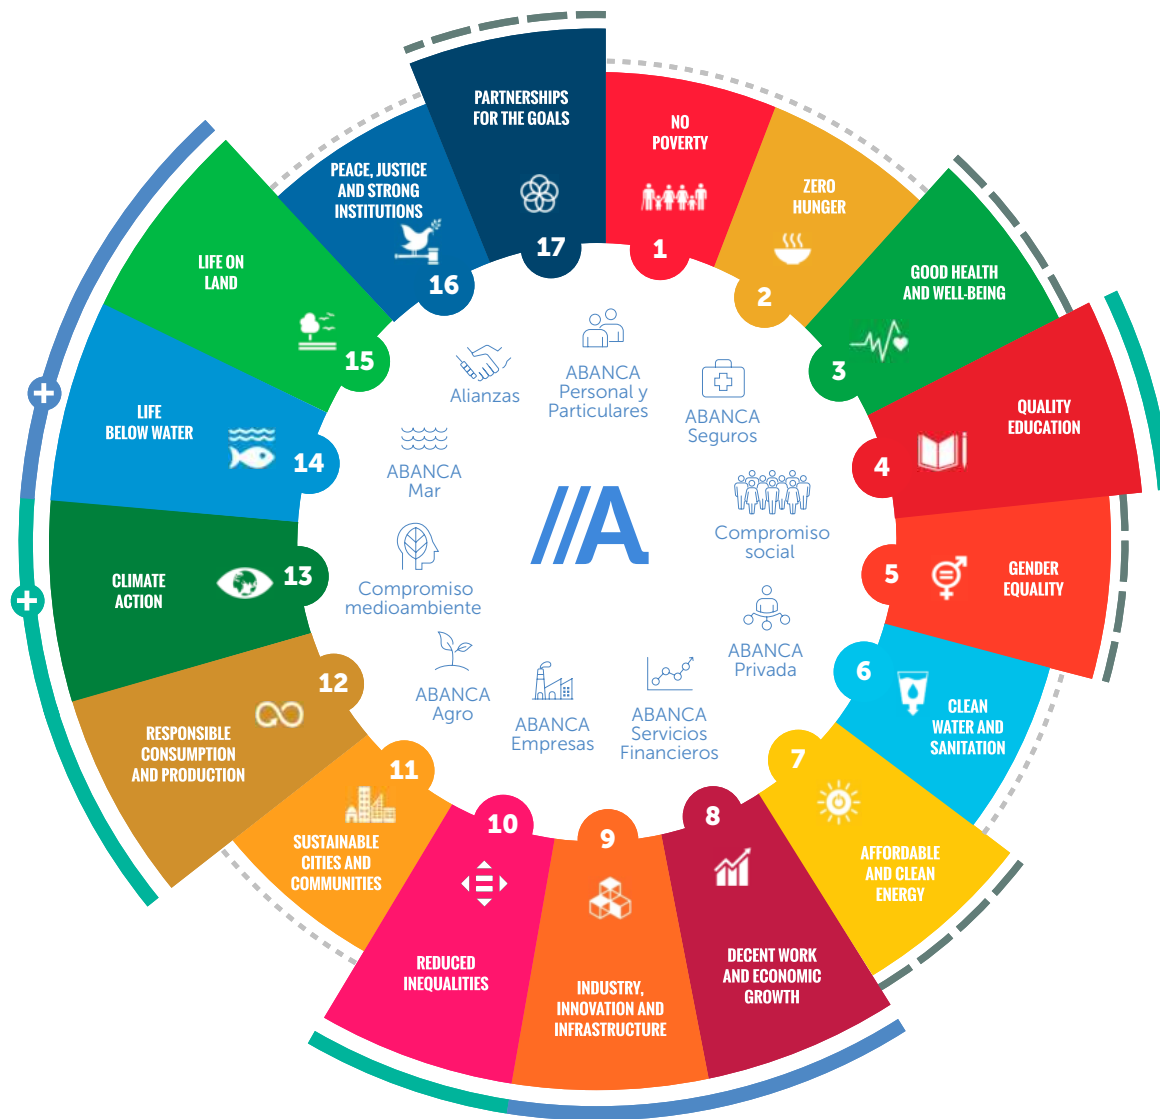 PARTNERSHIPS
FOR THE GOALS
17
NO
POVERTY
1
ZERO
HUNGER
2
GOOD HEALTH
AND WELL-BEING
3
QUALITY
EDUCATION
4
GENDER
EQUALITY
5
CLEAN
WATER AND
SANITATION
6
AFFORDABLE
AND CLEAN
ENERGY
7
DECENT WORK
AND ECONOMIC
GROWTH
8
INDUSTRY,
INNOVATION AND
INFRASTRUCTURE
9
REDUCED
INEQUALITIES
10
SUSTAINABLE
CITIES AND
COMMUNITIES
11
RESPONSIBLE
CONSUMPTION
AND PRODUCTION
12
CLIMATE
ACTION
13
LIFE
BELOW WATER
14
LIFE ON
LAND
15
PEACE, JUSTICE
AND STRONG
INSTITUTIONS
16
+
+
Alianzas
ABANCA
Personal y
Particulares
ABANCA
Seguros
Compromiso
social
ABANCA
Privada
ABANCA
Servicios
Financieros
ABANCA
Empresas
ABANCA
Agro
Compromiso
medioambiente
ABANCA
Mar
//A